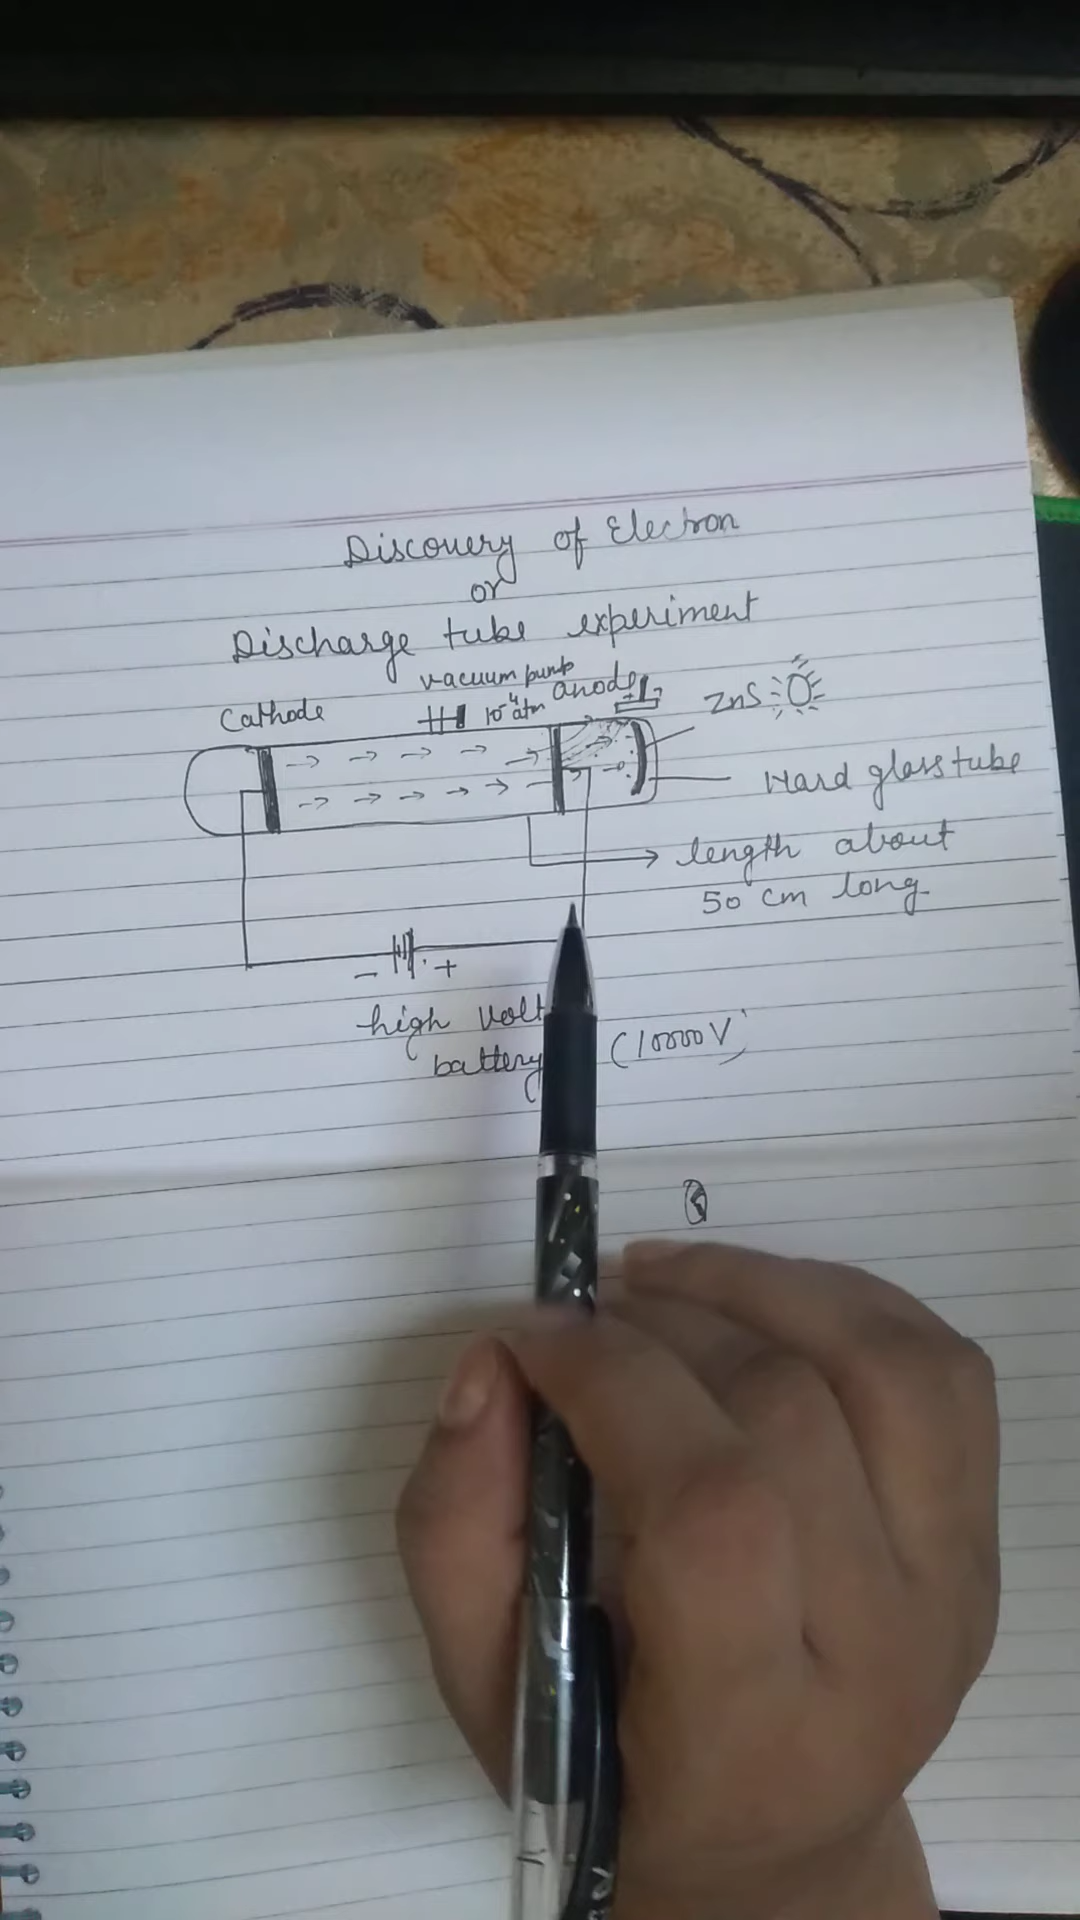 Discovery of Electron
or
Discharge tube experiment
vacuum pump
Cathode
10⁻⁴ atm
anode
ZnS
Hard glass tube
length about
50 cm long
- +
high volt
battery
(10000V)